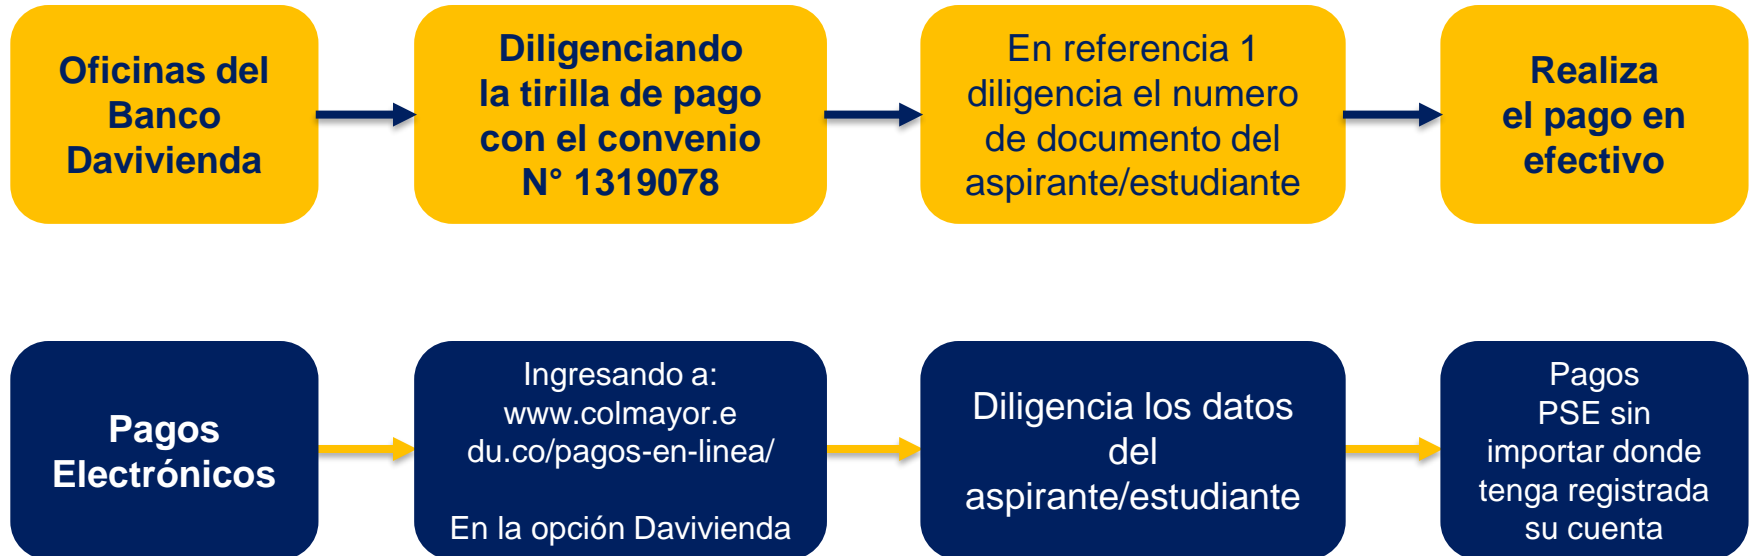 Oficinas del
Banco
Davivienda
Diligenciando
la tirilla de pago
con el convenio
N° 1319078
En referencia 1
diligencia el numero
de documento del
aspirante/estudiante
Realiza
el pago en
efectivo
Pagos
Electrónicos
Ingresando a:
www.colmayor.e
du.co/pagos-en-linea/
En la opción Davivienda
Diligencia los datos
del
aspirante/estudiante
Pagos
PSE sin
importar donde
tenga registrada
su cuenta